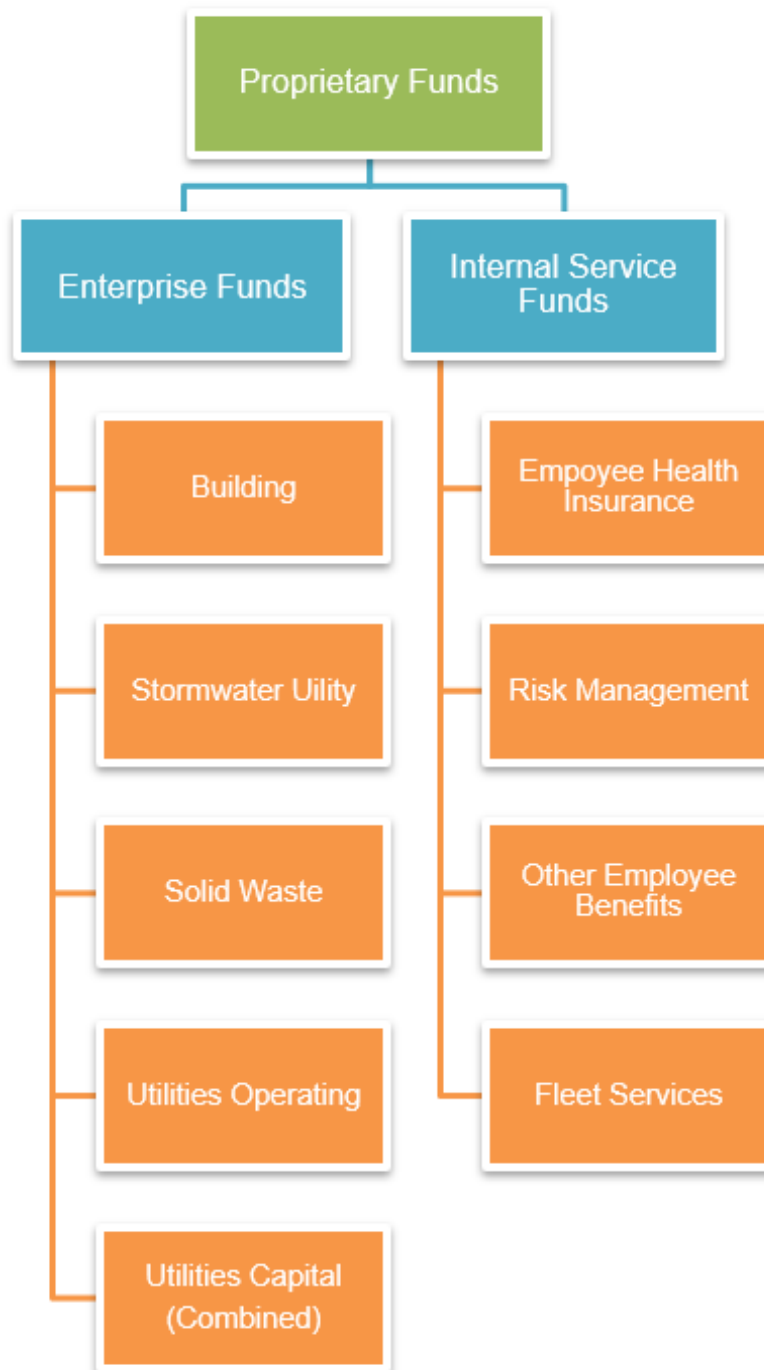 Proprietary Funds
Enterprise Funds
Internal Service
Funds
Building
Stormwater Uility
Solid Waste
Utilities Operating
Utilities Capital
(Combined)
Empoyee Health
Insurance
Risk Management
Other Employee
Benefits
Fleet Services